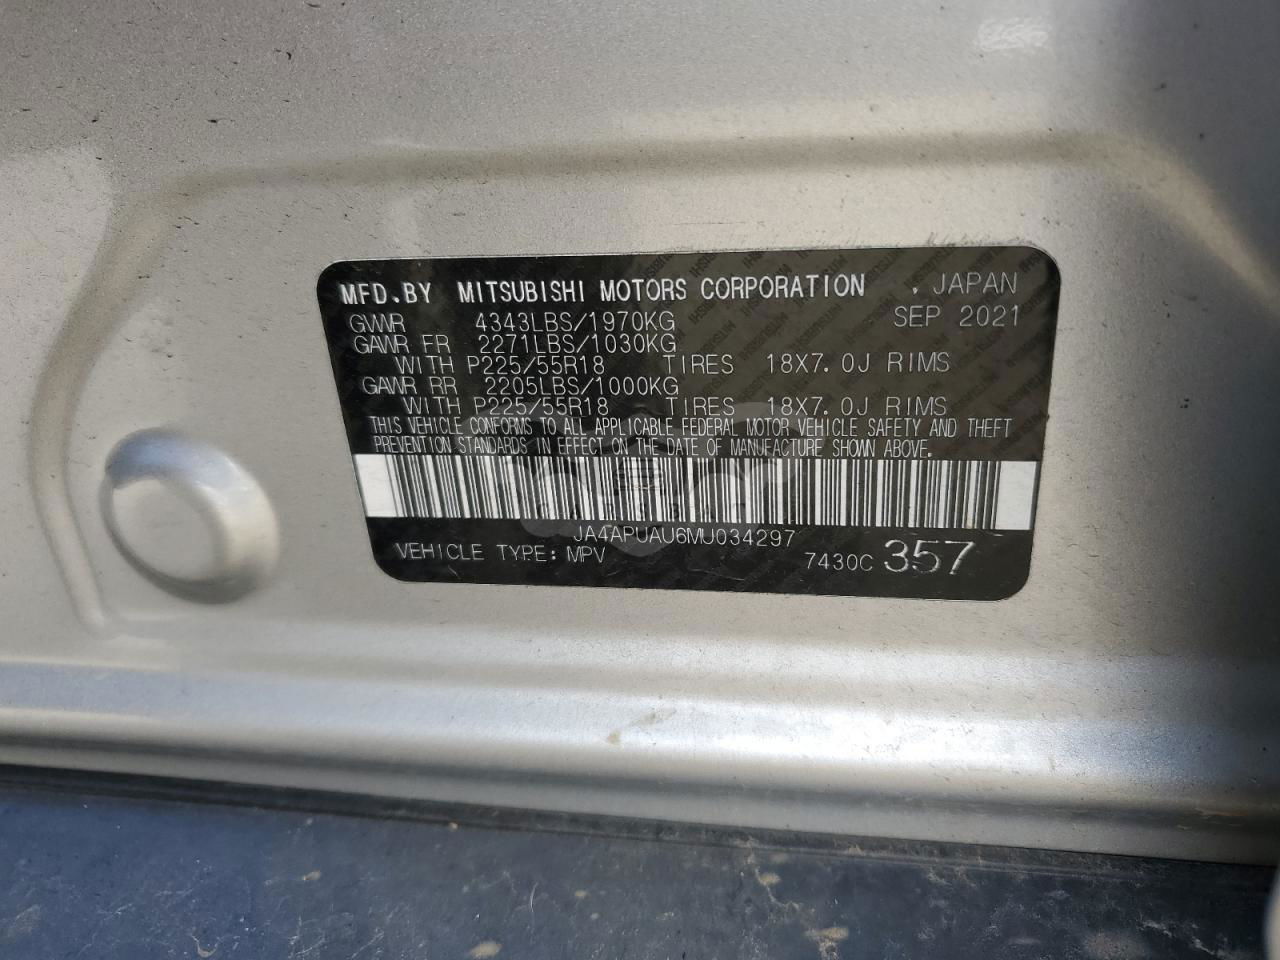 MFD.BY MITSUBISHI MOTORS CORPORATION . JAPAN
GVWR 4343LBS/1970KG SEP 2021
GAWR FR 2271LBS/1030KG
WITH P225/55R18 TIRES 18X7.0J RIMS
GAWR RR 2205LBS/1000KG
WITH P225/55R18 TIRES 18X7.0J RIMS
THIS VEHICLE CONFORMS TO ALL APPLICABLE FEDERAL MOTOR VEHICLE SAFETY AND THEFT
PREVENTION STANDARDS IN EFFECT ON THE DATE OF MANUFACTURE SHOWN ABOVE.
JA4APUAU6MU034297
VEHICLE TYPE: MPV 7430C 357